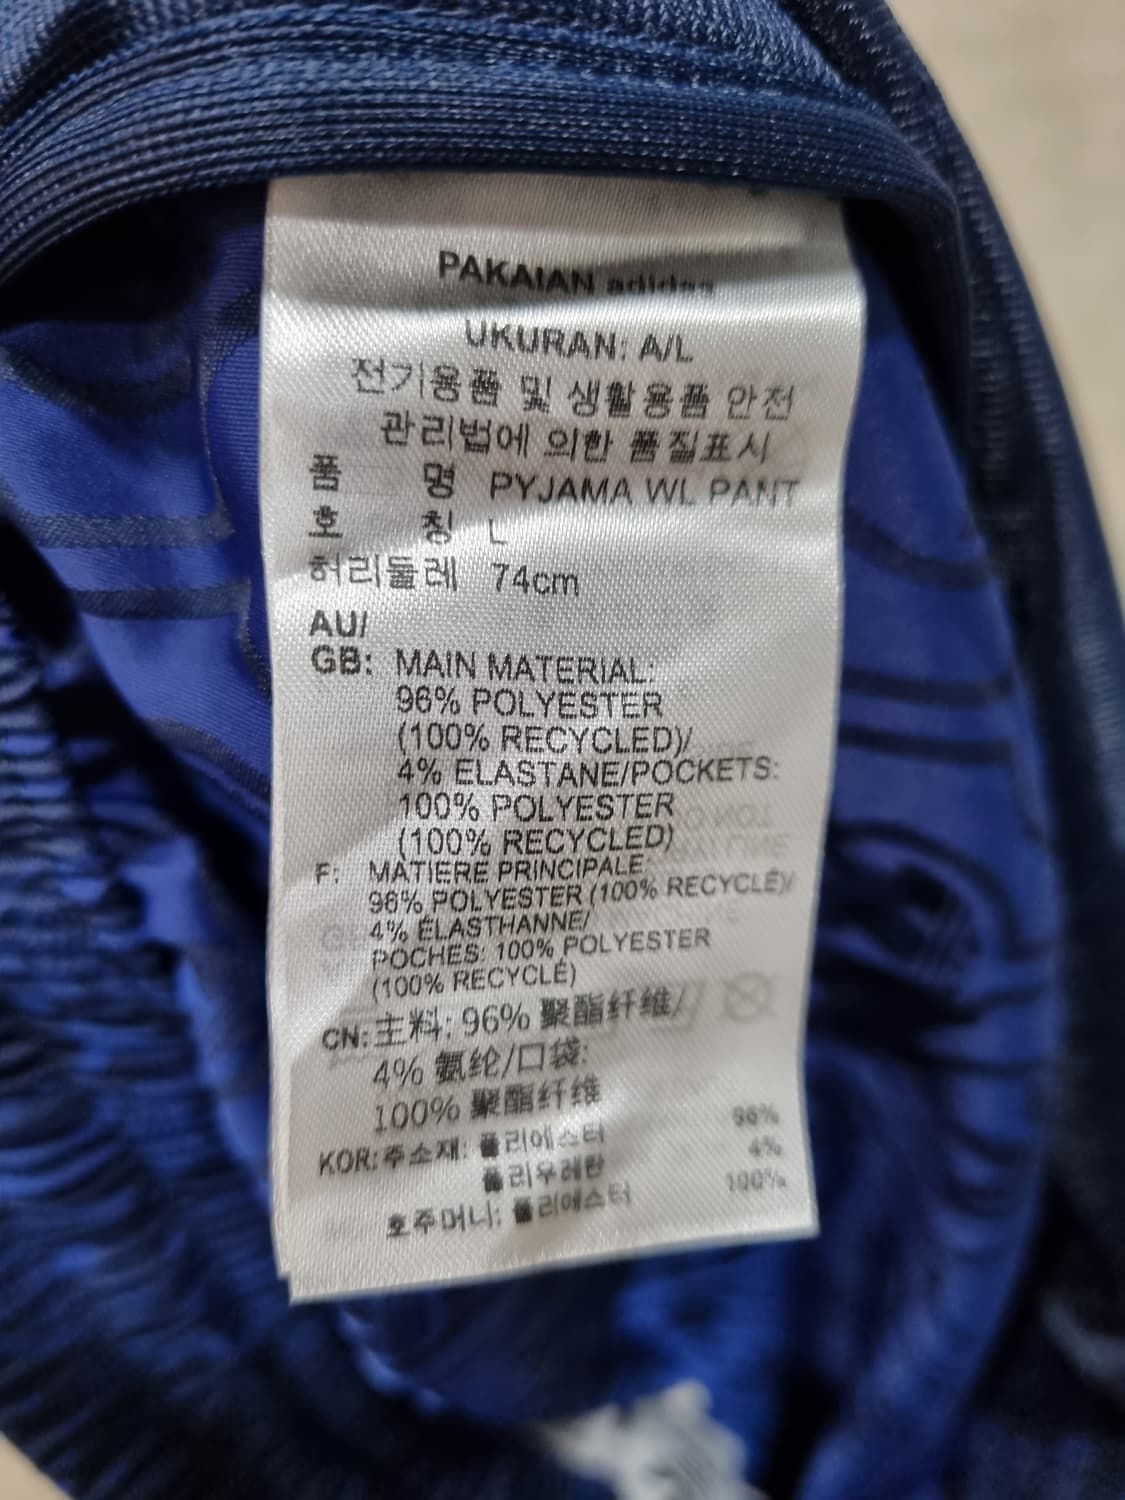 PAKAIAN adidas
UKURAN: A/L
전기용품 및 생활용품 안전
관리법에 의한 품질표시
품 명 PYJAMA WL PANT
호 칭 L
허리둘레 74cm
AU/
GB: MAIN MATERIAL:
96% POLYESTER
(100% RECYCLED)/
4% ELASTANE/POCKETS:
100% POLYESTER
(100% RECYCLED)
F: MATIÈRE PRINCIPALE:
96% POLYESTER (100% RECYCLÉ)/
4% ÉLASTHANNE/
POCHES: 100% POLYESTER
(100% RECYCLÉ)
CN: 主料: 96% 聚酯纤维/
4% 氨纶/口袋:
100% 聚酯纤维
KOR: 주소재: 폴리에스터 96%
폴리우레탄 4%
호주머니: 폴리에스터 100%